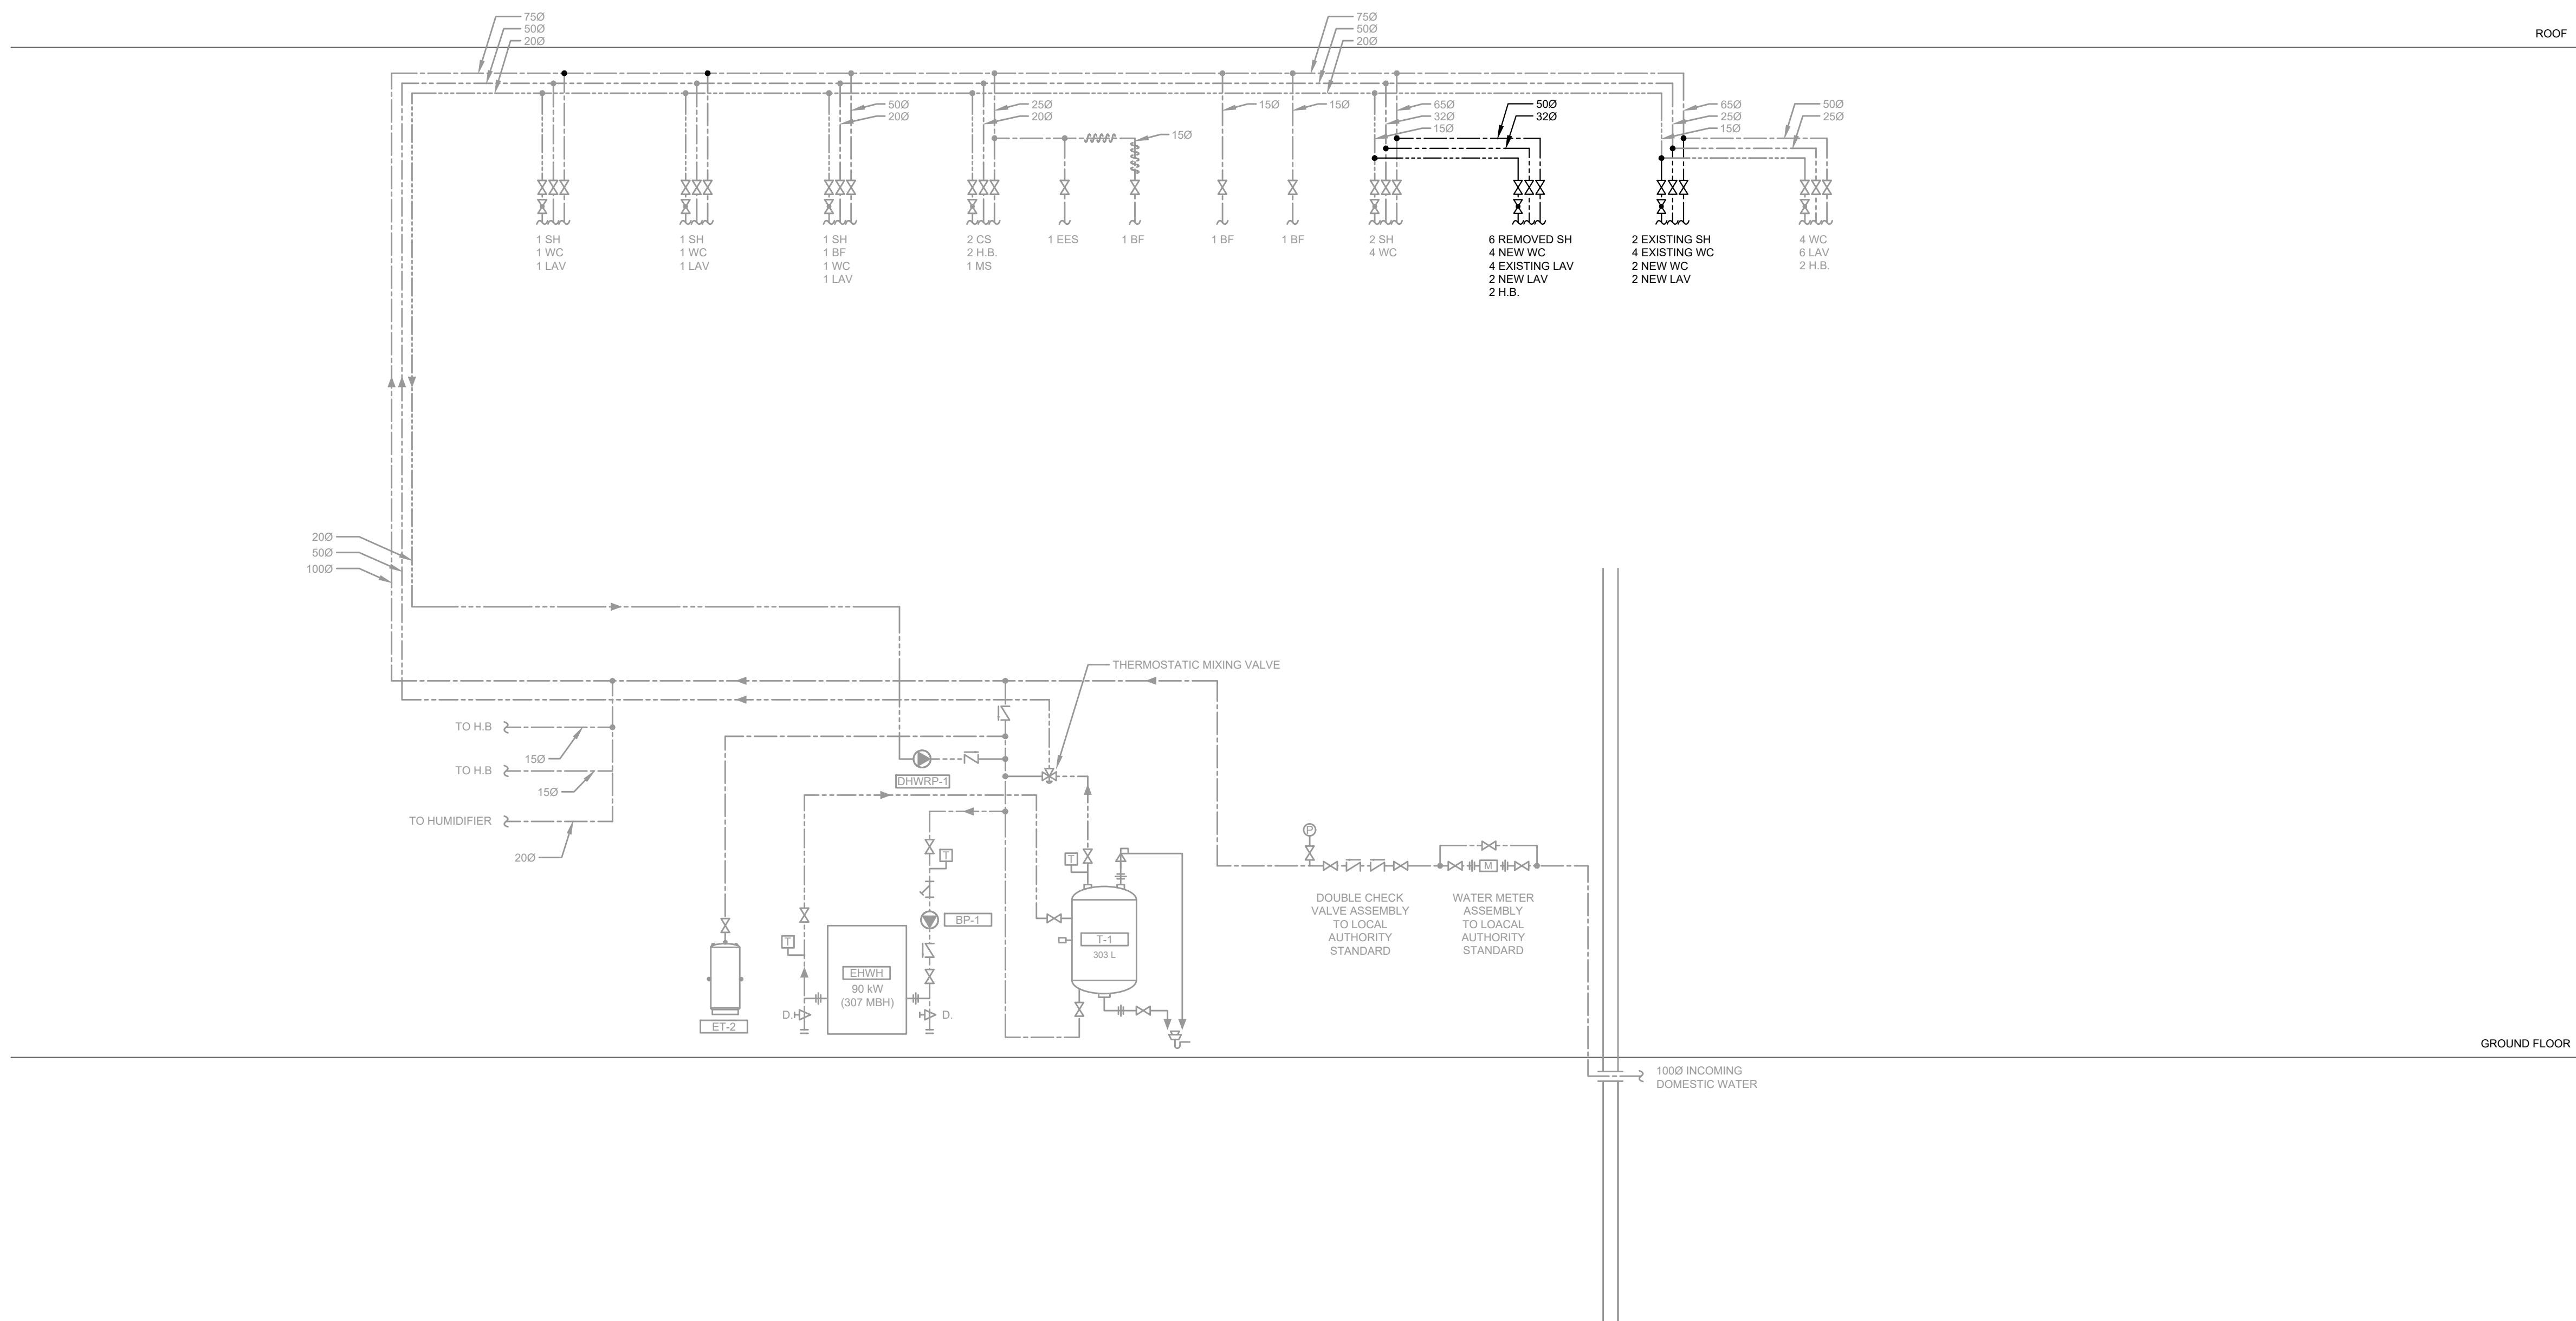 75Ø
50Ø
20Ø
75Ø
50Ø
20Ø
ROOF
50Ø
20Ø
25Ø
20Ø
15Ø
15Ø
15Ø
65Ø
32Ø
15Ø
50Ø
32Ø
65Ø
25Ø
15Ø
50Ø
25Ø
1 SH
1 WC
1 LAV
1 SH
1 WC
1 LAV
1 SH
1 BF
1 WC
1 LAV
2 CS
2 H.B.
1 MS
1 EES
1 BF
1 BF
1 BF
2 SH
4 WC
6 REMOVED SH
4 NEW WC
4 EXISTING LAV
2 NEW LAV
2 H.B.
2 EXISTING SH
4 EXISTING WC
2 NEW WC
2 NEW LAV
4 WC
6 LAV
2 H.B.
20Ø
50Ø
100Ø
THERMOSTATIC MIXING VALVE
TO H.B
15Ø
TO H.B
15Ø
TO HUMIDIFIER
20Ø
DHWRP-1
T
T
P
M
BP-1
T
T-1
303 L
EHWH
90 kW
(307 MBH)
D.
D.
ET-2
DOUBLE CHECK
VALVE ASSEMBLY
TO LOCAL
AUTHORITY
STANDARD
WATER METER
ASSEMBLY
TO LOACAL
AUTHORITY
STANDARD
GROUND FLOOR
100Ø INCOMING
DOMESTIC WATER